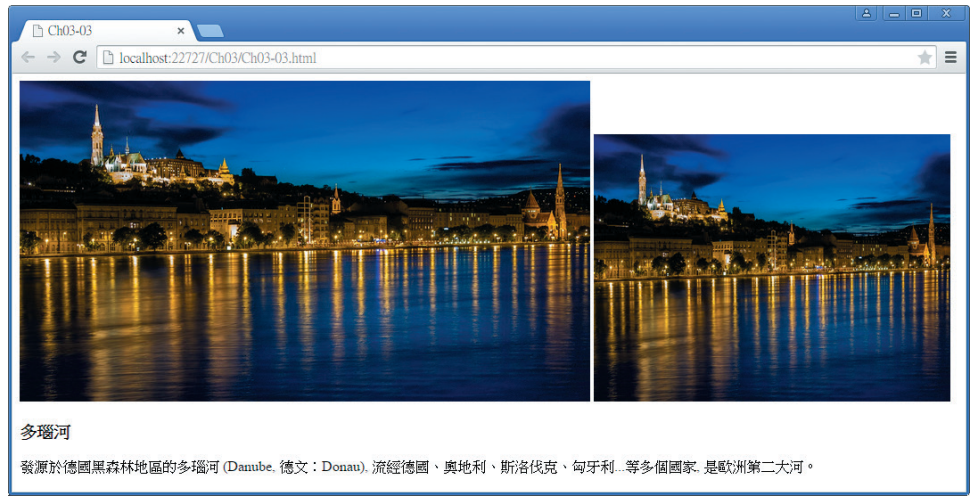 Ch03-03
localhost:22727/Ch03/Ch03-03.html
多瑙河
發源於德國黑森林地區的多瑙河 (Danube, 德文：Donau), 流經德國、奧地利、斯洛伐克、匈牙利...等多個國家, 是歐洲第二大河。